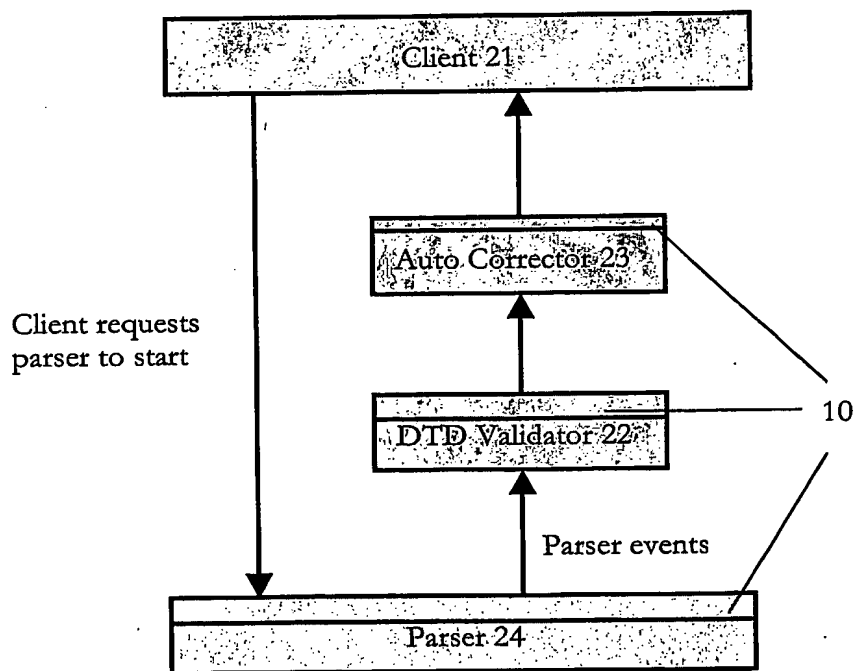 Client 21
Auto Corrector 23
Client requests
parser to start
10
DTD Validator 22
Parser events
Parser 24